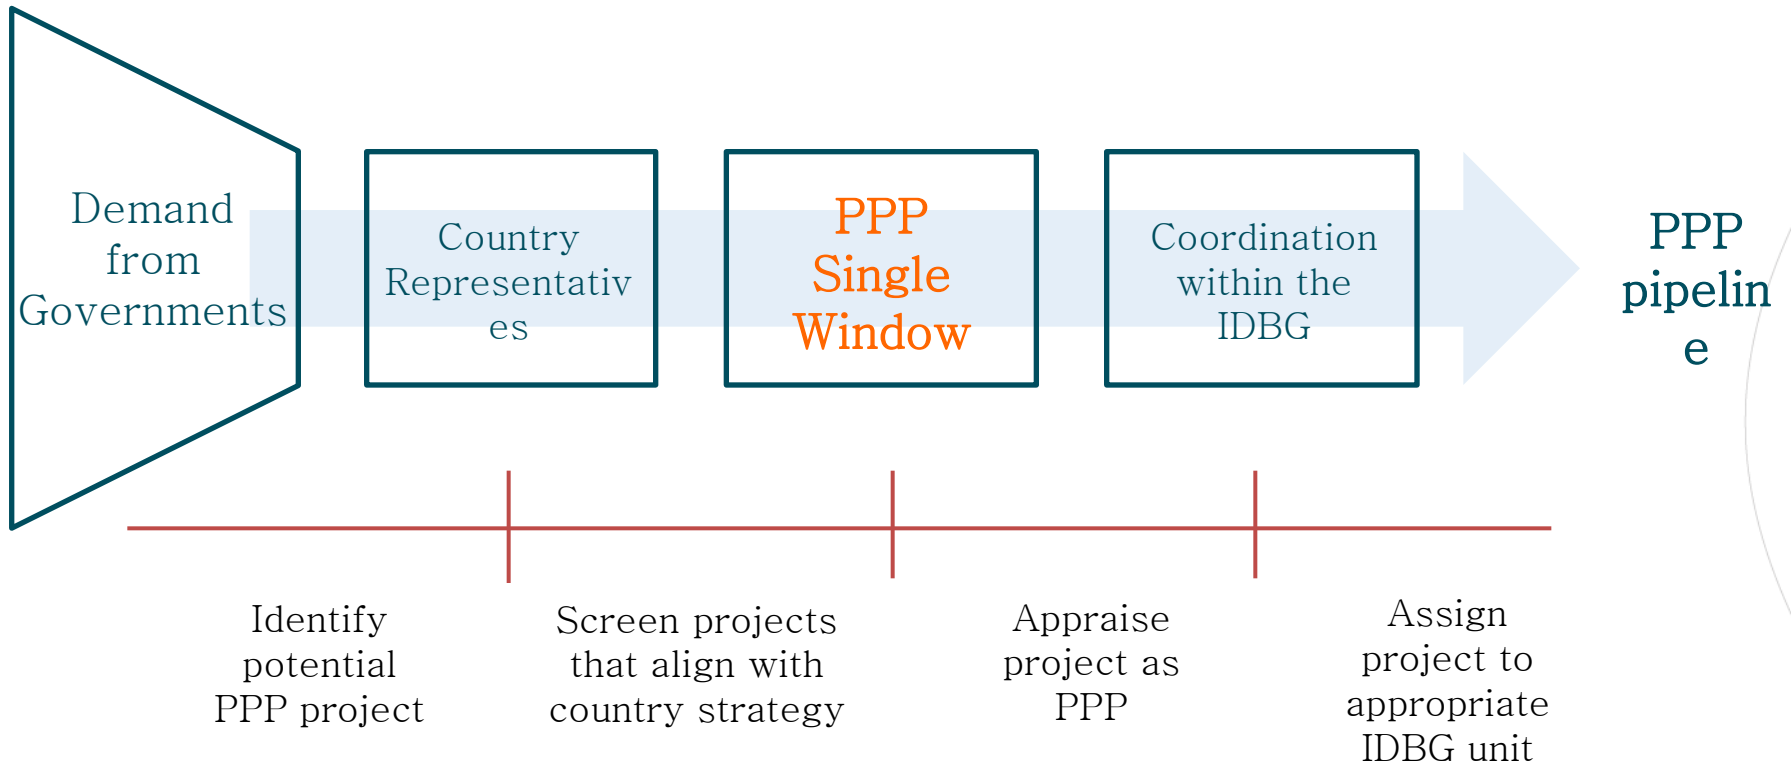 Demand
from
Governments
Country
Representativ
es
PPP
Single
Window
Coordination
within the
IDBG
PPP
pipelin
e
Identify
potential
PPP project
Screen projects
that align with
country strategy
Appraise
project as
PPP
Assign
project to
appropriate
IDBG unit